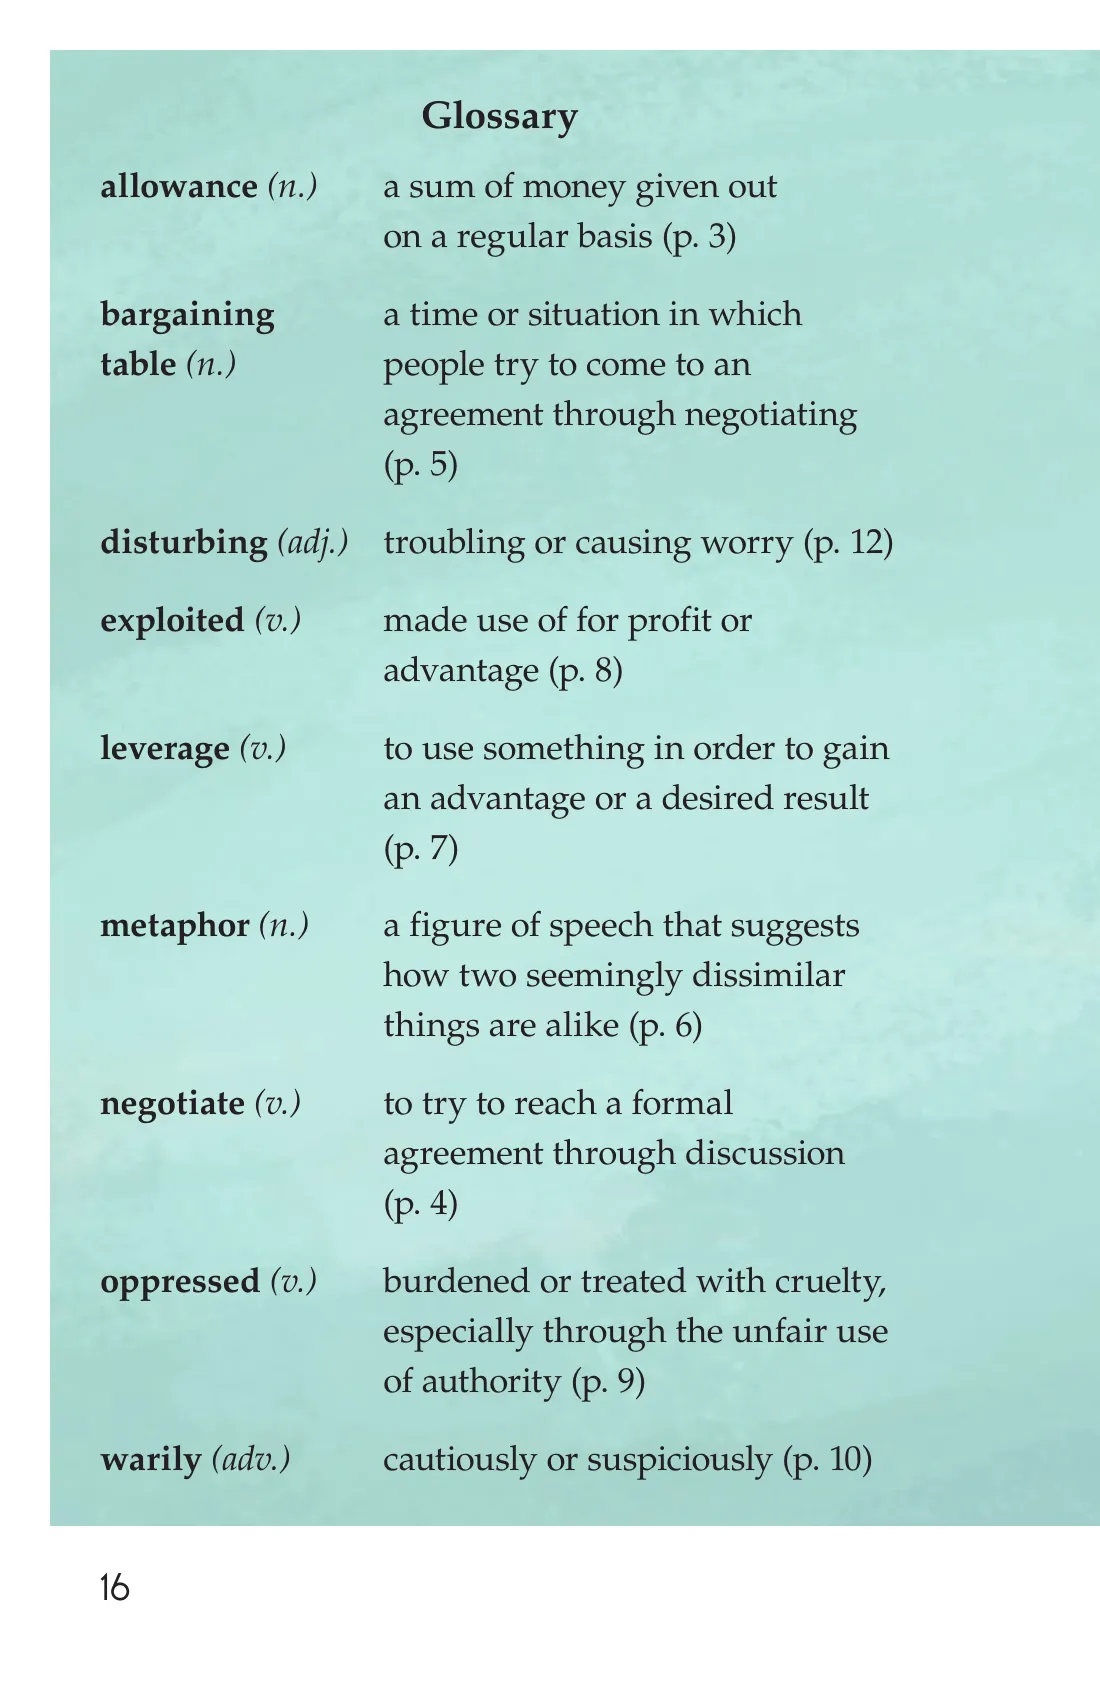 Glossary
allowance (n.) a sum of money given out
on a regular basis (p. 3)
bargaining a time or situation in which
table (n.) people try to come to an
agreement through negotiating
(p. 5)
disturbing (adj.) troubling or causing worry (p. 12)
exploited (v.) made use of for profit or
advantage (p. 8)
leverage (v.) to use something in order to gain
an advantage or a desired result
(p. 7)
metaphor (n.) a figure of speech that suggests
how two seemingly dissimilar
things are alike (p. 6)
negotiate (v.) to try to reach a formal
agreement through discussion
(p. 4)
oppressed (v.) burdened or treated with cruelty,
especially through the unfair use
of authority (p. 9)
warily (adv.) cautiously or suspiciously (p. 10)
16